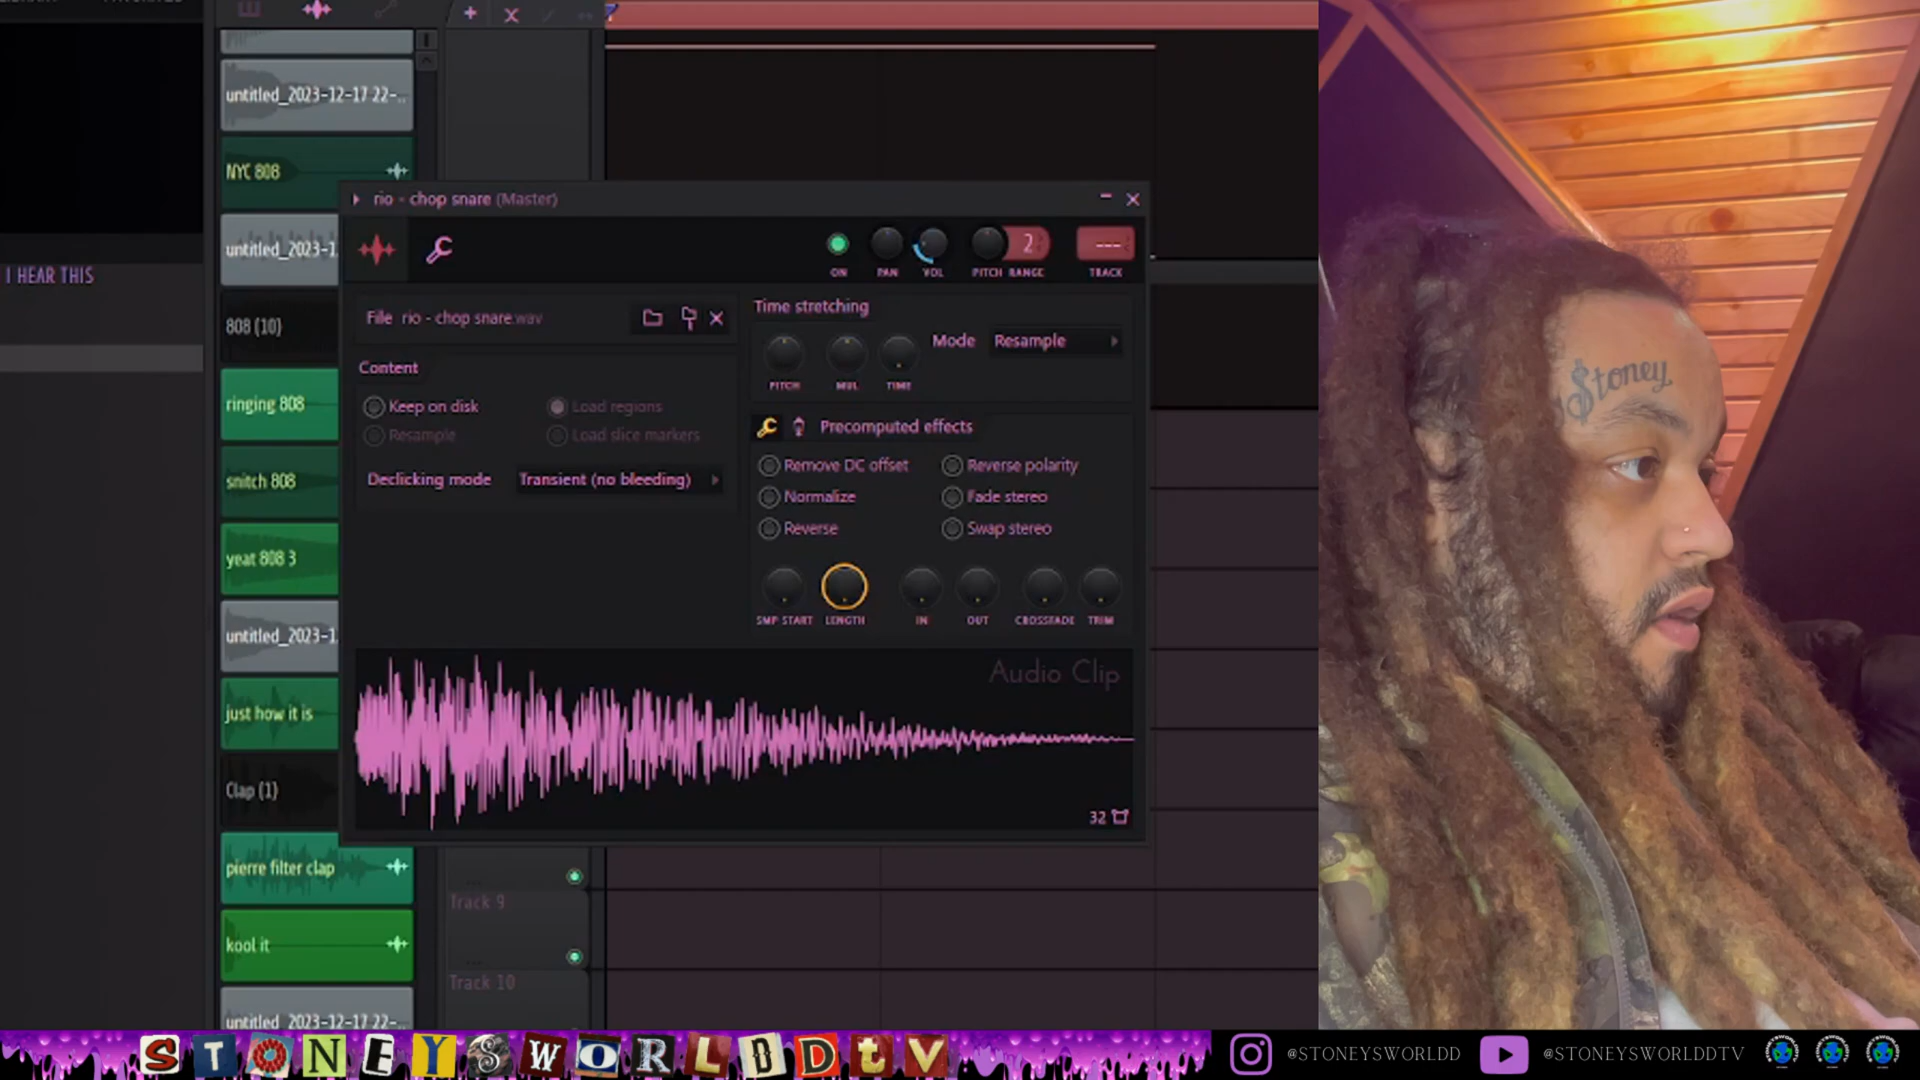 untitled_2023-12-17 22-..
NYC 808
untitled_2023-1
I HEAR THIS
808 (10)
ringing 808
snitch 808
yeat 808 3
untitled_2023-1
just how it is
Clap (1)
pierre filter clap
kool it
untitled_2023-12-17 22-..
rio - chop snare (Master)
ON
PAN
VOL
PITCH
RANGE
2
---
TRACK
File rio - chop snare.wav
Content
Keep on disk
Load regions
Resample
Load slice markers
Declicking mode
Transient (no bleeding)
Time stretching
PITCH
MUL
TIME
Mode
Resample
Precomputed effects
Remove DC offset
Reverse polarity
Normalize
Fade stereo
Reverse
Swap stereo
SMP START
LENGTH
IN
OUT
CROSSFADE
TRIM
Audio Clip
32
Track 9
Track 10
$toney
STONEYSWORLDDtV
@STONEYSWORLDD
@STONEYSWORLDDTV